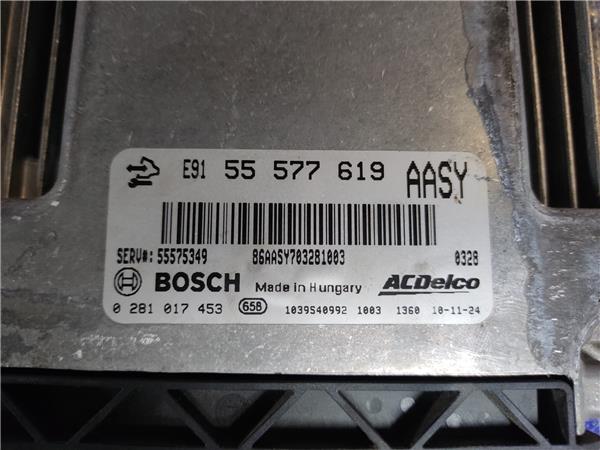 E91 55 577 619 AASY
SERV#: 55575349 86AASY703281003 0328
BOSCH Made in Hungary ACDelco
0 281 017 453 658 1039S40992 1003 1360 10-11-24